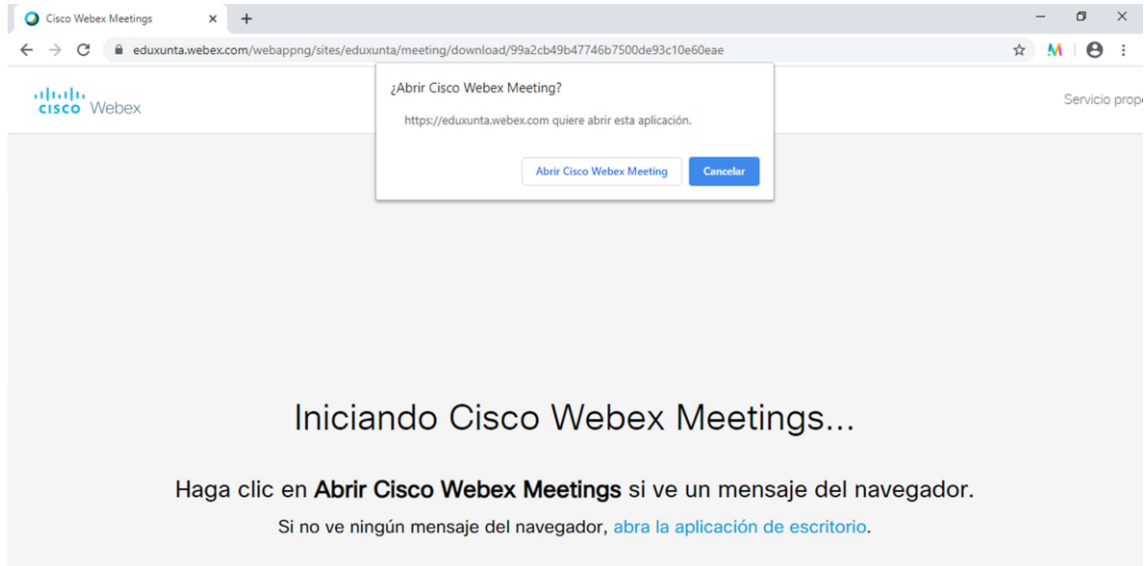 Cisco Webex Meetings
eduxunta.webex.com/webappng/sites/eduxunta/meeting/download/99a2cb49b47746b7500de93c10e60eae
M
¿Abrir Cisco Webex Meeting?
https://eduxunta.webex.com quiere abrir esta aplicación.
Abrir Cisco Webex Meeting Cancelar
CISCO Webex
Servicio prop
Iniciando Cisco Webex Meetings...
Haga clic en Abrir Cisco Webex Meetings si ve un mensaje del navegador.
Si no ve ningún mensaje del navegador, abra la aplicación de escritorio.